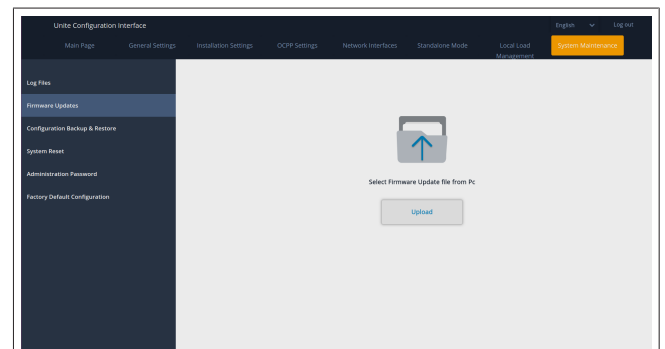 Unite Configuration Interface
English
Log out
Main Page
General Settings
Installation Settings
OCPP Settings
Network Interfaces
Standalone Mode
Local Load
Management
System Maintenance
Log Files
Firmware Updates
Configuration Backup & Restore
System Reset
Administration Password
Factory Default Configuration
Select Firmware Update file from Pc
Upload